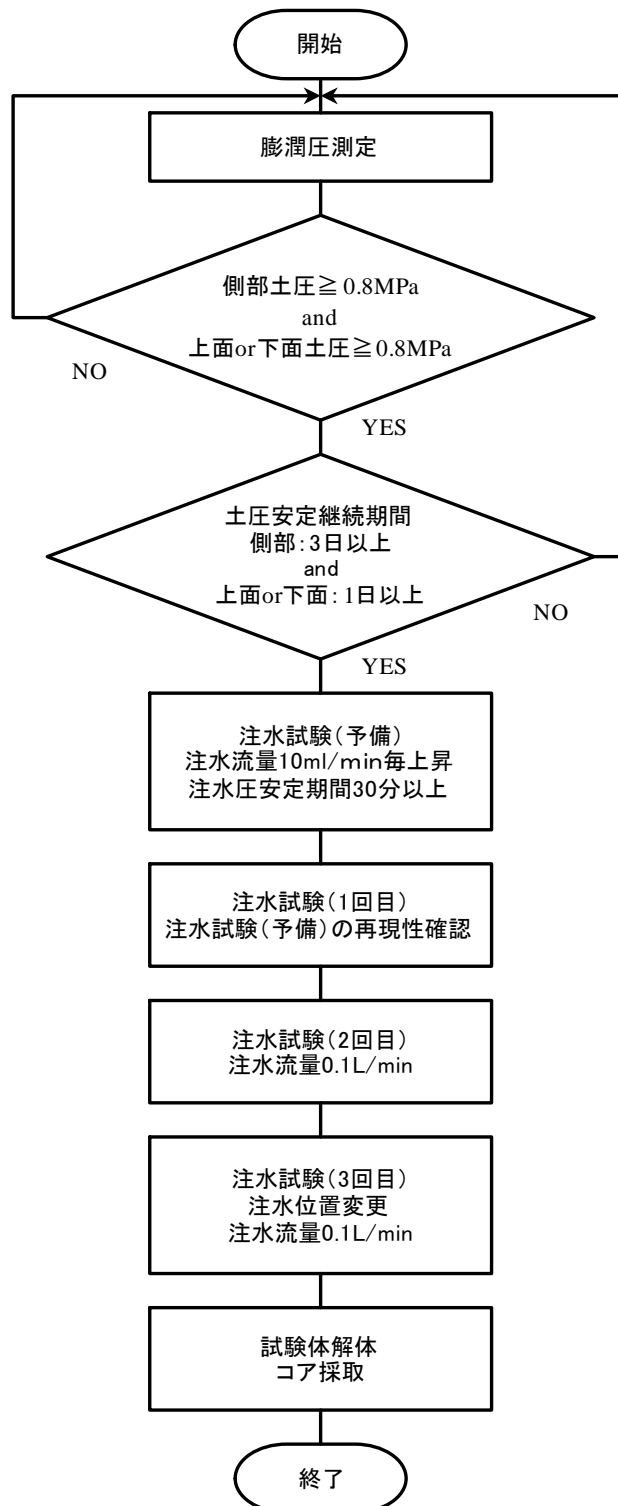 開始
膨潤圧測定
側部土圧≧0.8MPa
and
上面or下面土圧≧0.8MPa
NO
YES
土圧安定継続期間
側部:3日以上
and
上面or下面:1日以上
NO
YES
注水試験(予備)
注水流量10ml/min毎上昇
注水圧安定期間30分以上
注水試験(1回目)
注水試験(予備)の再現性確認
注水試験(2回目)
注水流量0.1L/min
注水試験(3回目)
注水位置変更
注水流量0.1L/min
試験体解体
コア採取
終了